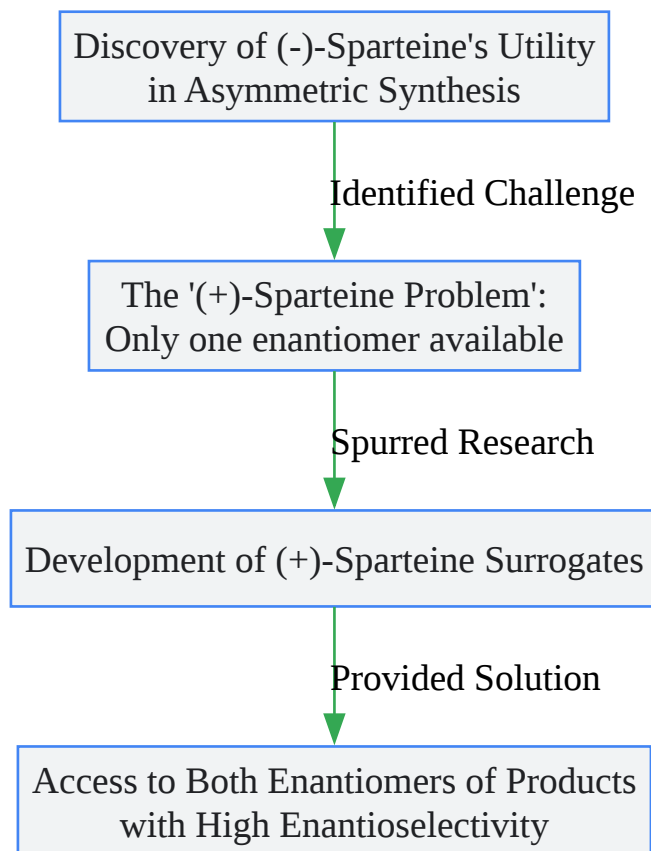 Discovery of (-)-Sparteine's Utility
in Asymmetric Synthesis
Identified Challenge
The '(+)-Sparteine Problem':
Only one enantiomer available
Spurred Research
Development of (+)-Sparteine Surrogates
Provided Solution
Access to Both Enantiomers of Products
with High Enantioselectivity